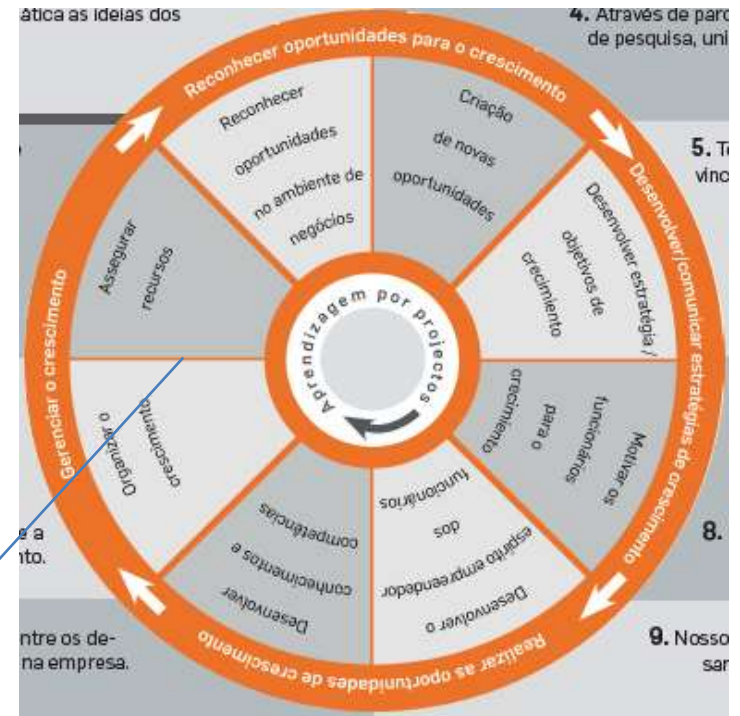 ática as ideias dos
4. Através de parc
de pesquisa, uni
5. T
vinc
8.
9. Nosso
sar
e a
nto.
ntre os de-
na empresa.
Reconhecer oportunidades para o crescimento
Desenvolver/comunicar estratégias de crescimento
Realizar as oportunidades de crescimento
Gerenciar o crescimento
Reconhecer
oportunidades
no ambiente de
negócios
Criação
de novas
oportunidades
Desenvolver estratégia /
objetivos de
crecimiento
Motivar os
funcionários
para o
crecimiento
Desenvolver o
espírito empreendedor
dos
funcionários
Desenvolver
conhecimentos e
competências
Organizar o
crescimento
Assegurar
recursos
Aprendizagem por projectos